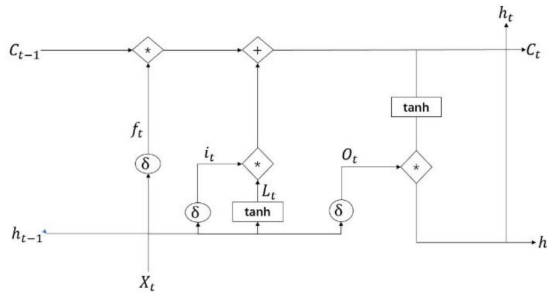 h_t
C_{t-1} * + C_t
tanh
f_t
i_t * O_t *
δ
L_t
δ tanh δ
h_{t-1} h
X_t